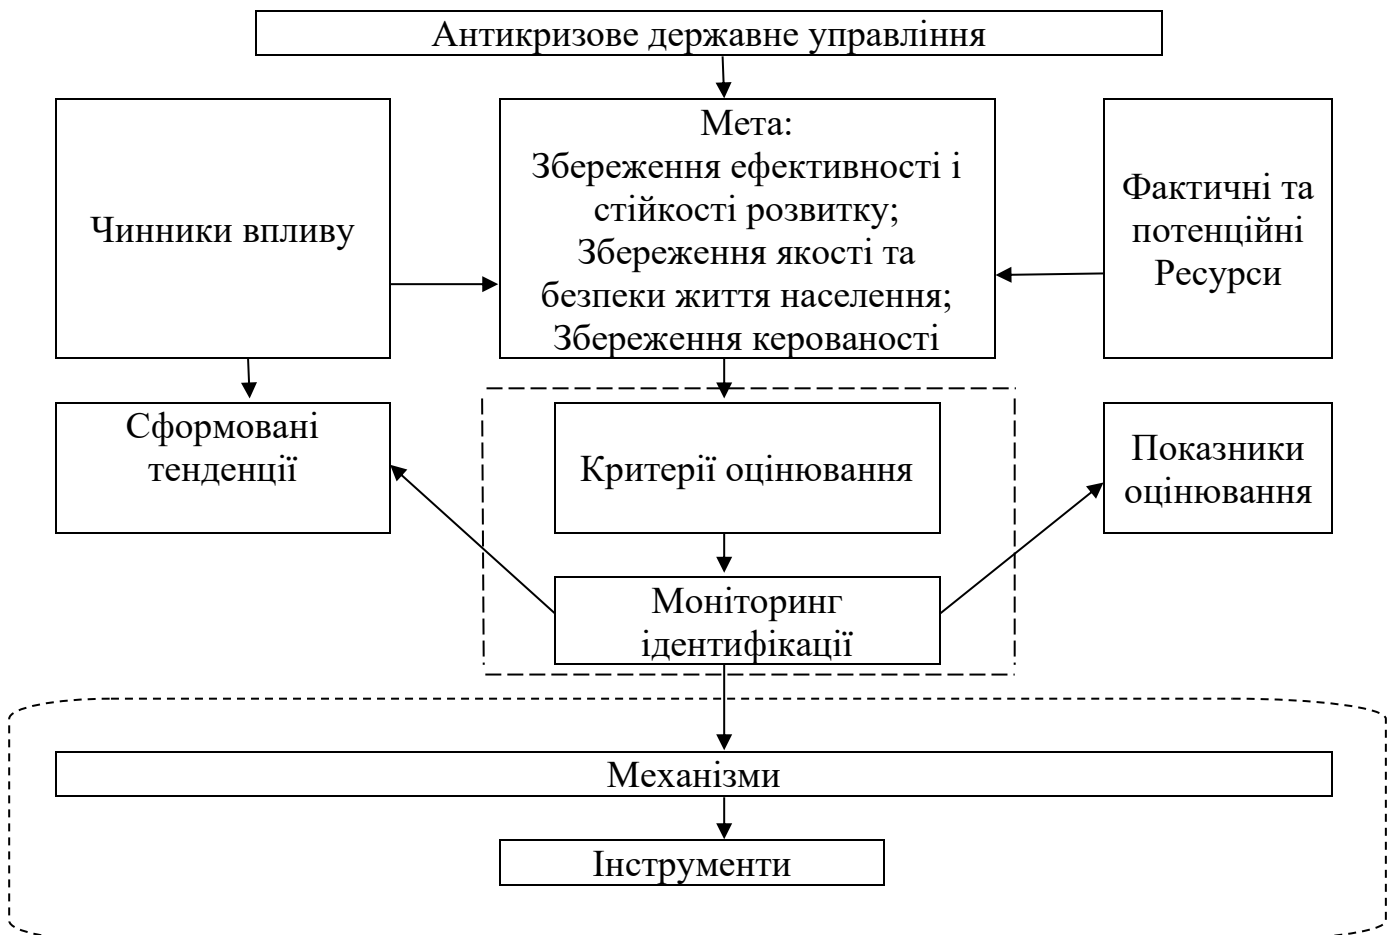 Антикризове державне управління
Чинники впливу
Мета:
Збереження ефективності і
стійкості розвитку;
Збереження якості та
безпеки життя населення;
Збереження керованості
Фактичні та
потенційні
Ресурси
Сформовані
тенденції
Критерії оцінювання
Показники
оцінювання
Моніторинг
ідентифікації
Механізми
Інструменти